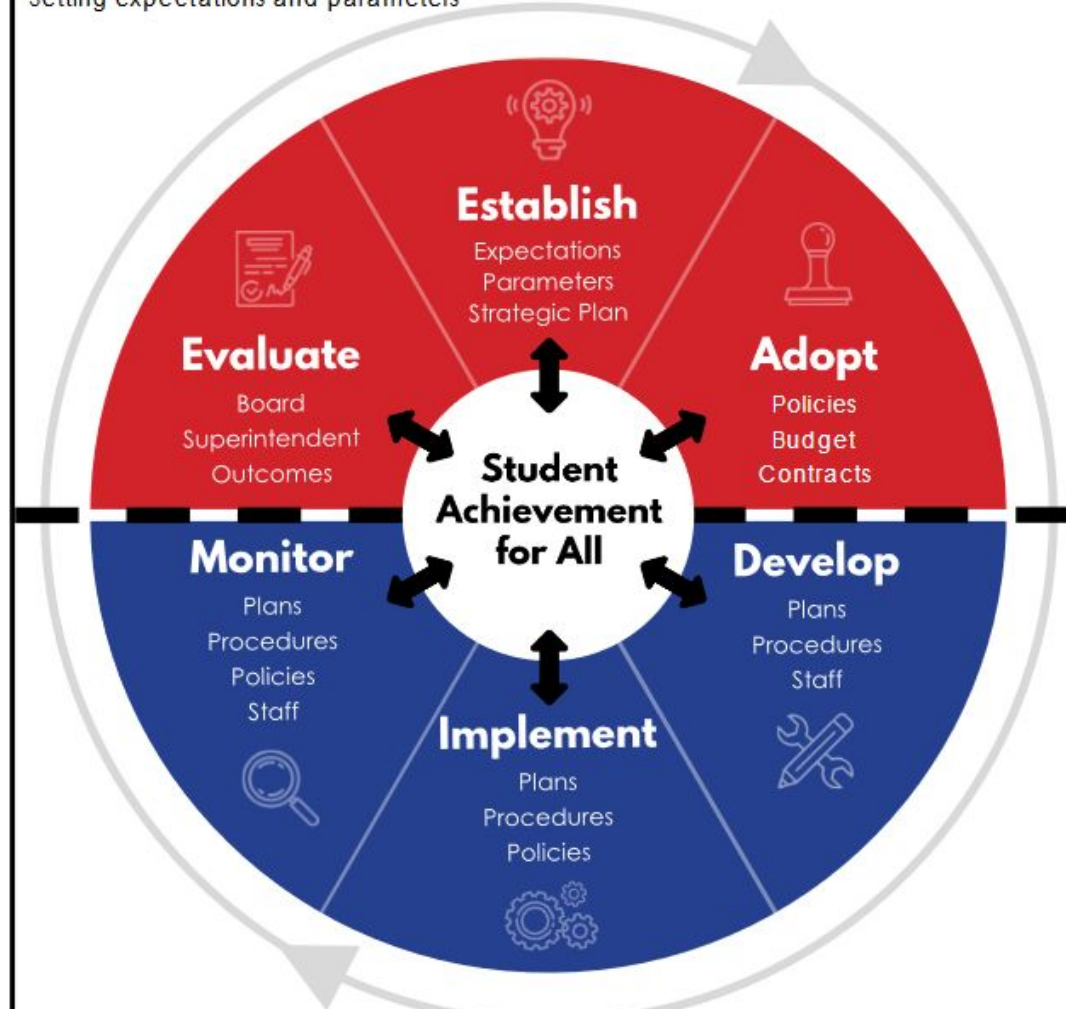 Setting expectations and parameters
Establish
Expectations
Parameters
Strategic Plan
Evaluate
Board
Superintendent
Outcomes
Adopt
Policies
Budget
Contracts
Student
Achievement
for All
Monitor
Plans
Procedures
Policies
Staff
Develop
Plans
Procedures
Staff
Implement
Plans
Procedures
Policies